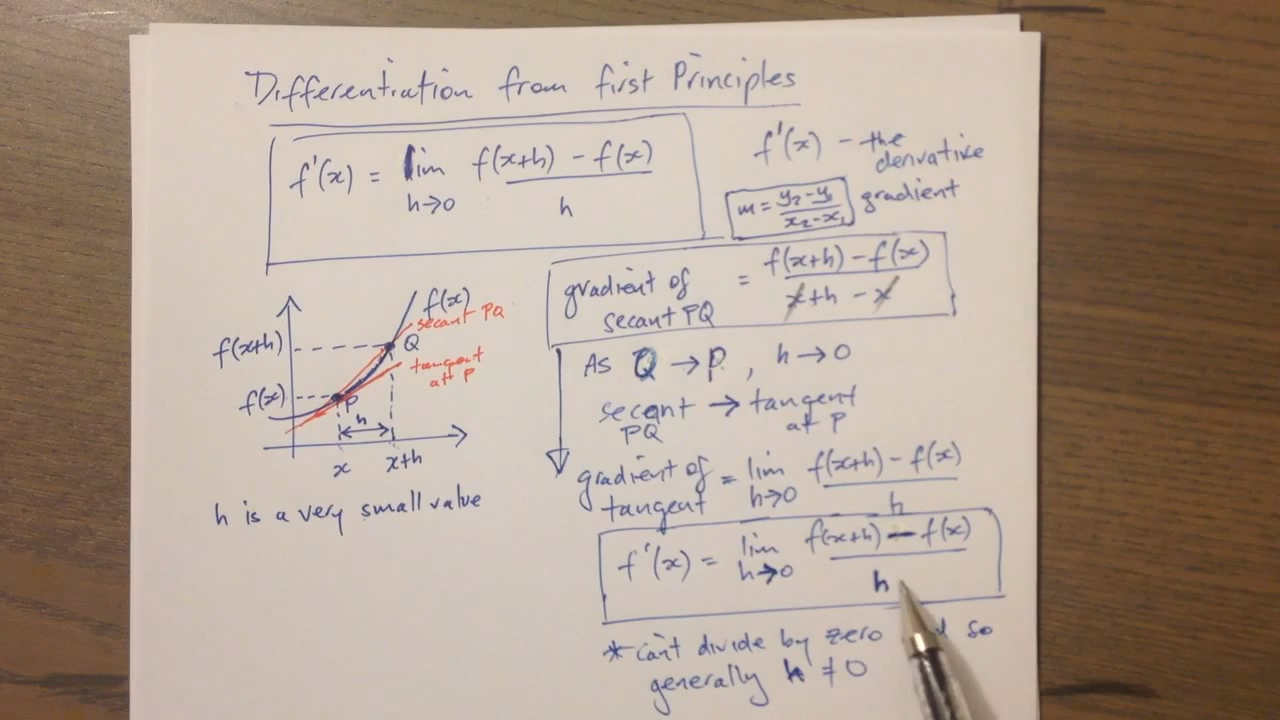 Differentiation from first Principles
f'(x) = lim f(x+h) - f(x)
h→0 h
f'(x) - the
derivative
m = y₂-y₁ gradient
x₂-x₁
gradient of = f(x+h) - f(x)
secant PQ x+h - x
f(x)
secant PQ
f(x+h)
Q
tangent
at P
f(x)
P
h
x x+h
h is a very small value
As Q → P, h → 0
secant → tangent
PQ at P
gradient of = lim f(x+h) - f(x)
tangent h→0 h
f'(x) = lim f(x+h) - f(x)
h→0 h
* can't divide by zero so
generally h ≠ 0